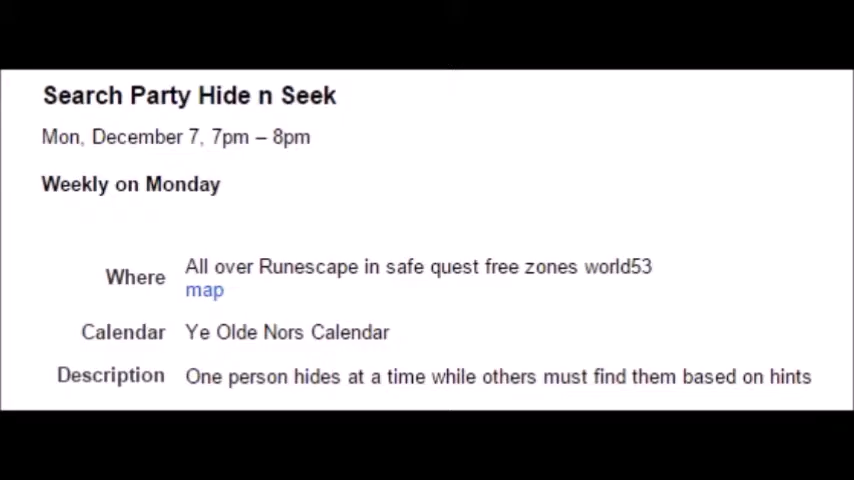 Search Party Hide n Seek
Mon, December 7, 7pm – 8pm
Weekly on Monday
Where All over Runescape in safe quest free zones world53
map
Calendar Ye Olde Nors Calendar
Description One person hides at a time while others must find them based on hints